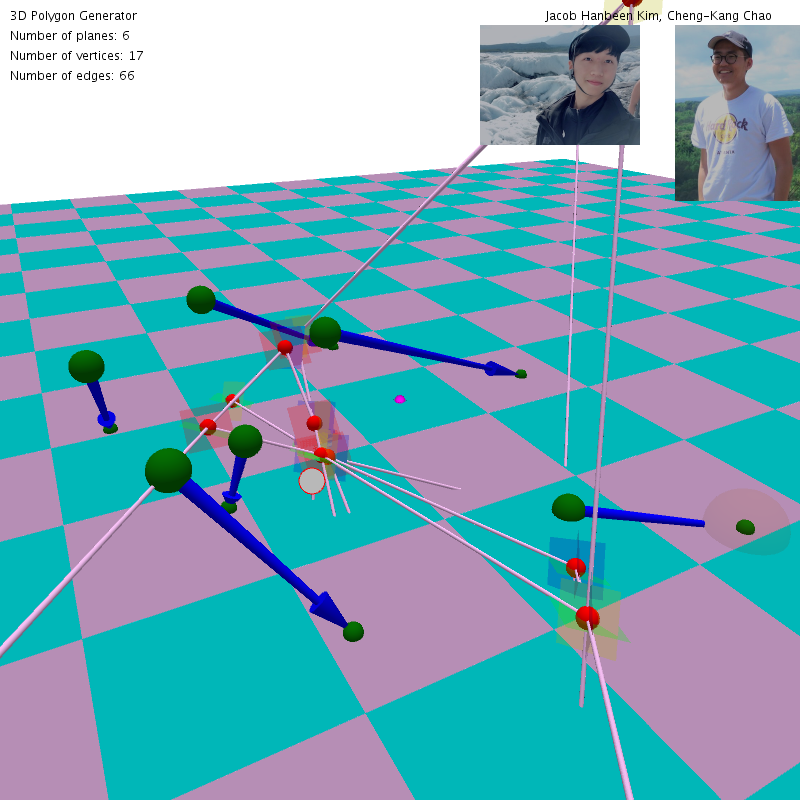 3D Polygon Generator
Jacob Hanbeen Kim, Cheng-Kang Chao
Number of planes: 6
Number of vertices: 17
Number of edges: 66